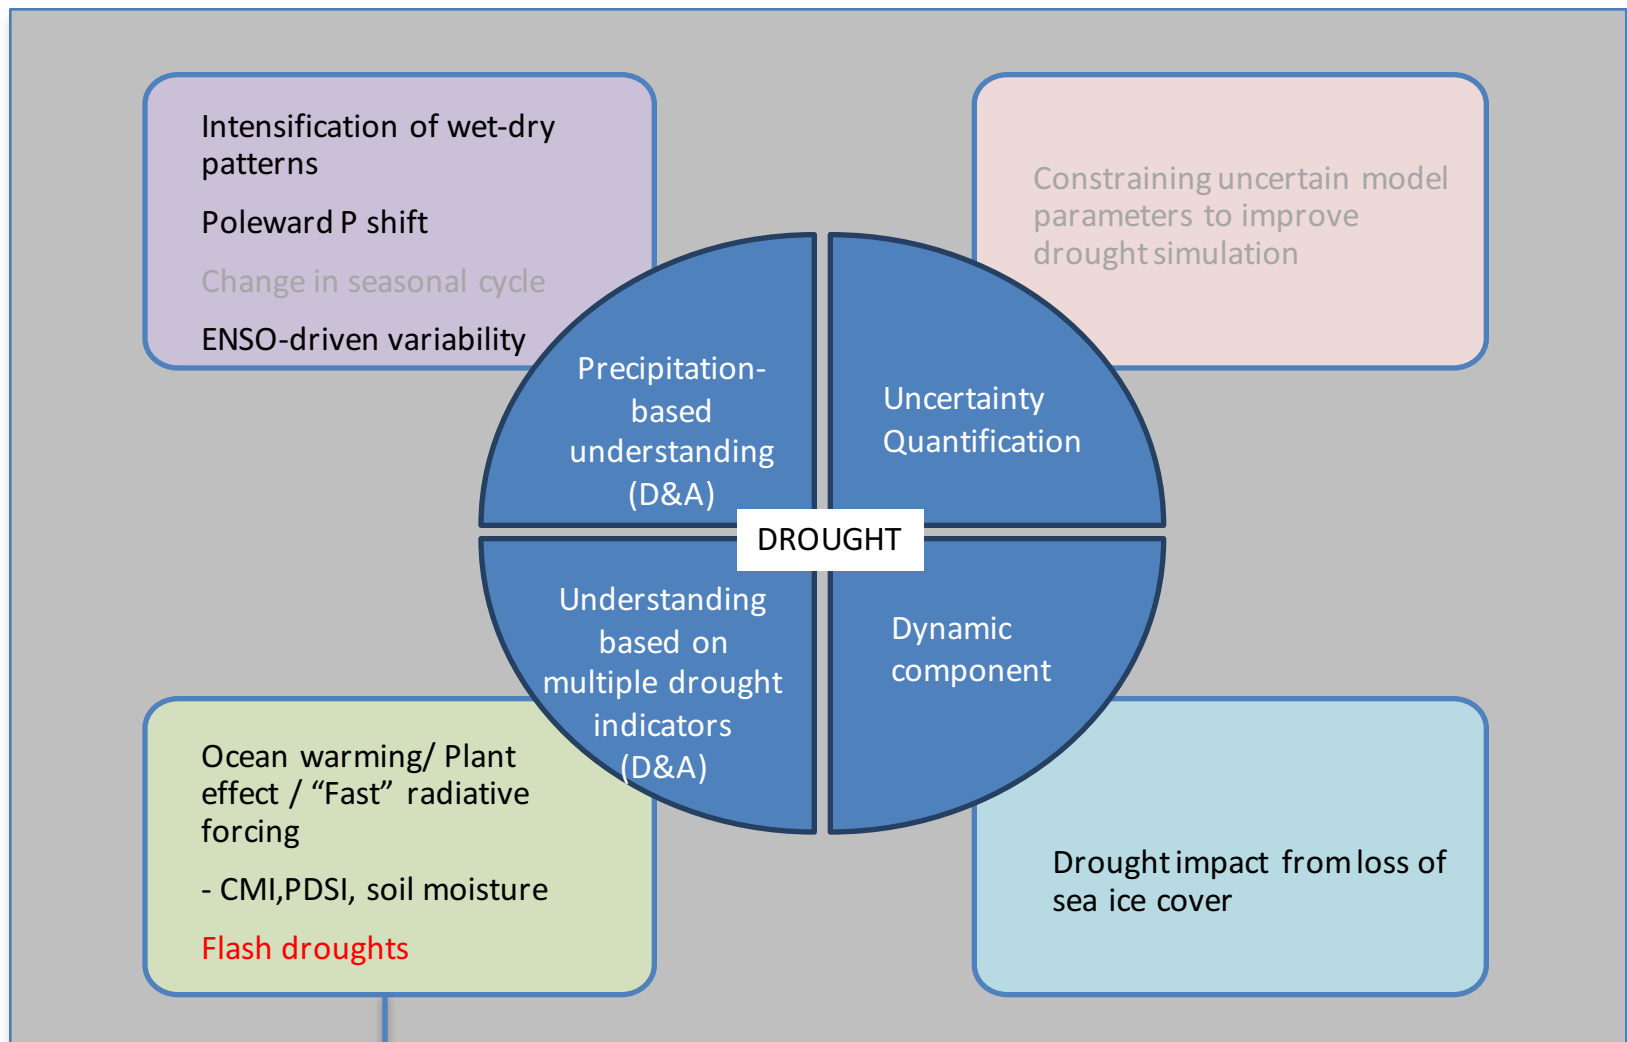 Intensification of wet-dry
patterns
Poleward P shift
Change in seasonal cycle
ENSO-driven variability
Constraining uncertain model
parameters to improve
drought simulation
Precipitation-
based
understanding
(D&A)
Uncertainty
Quantification
DROUGHT
Understanding
based on
multiple drought
indicators
(D&A)
Dynamic
component
Ocean warming/ Plant
effect / “Fast” radiative
forcing
- CMI,PDSI, soil moisture
Flash droughts
Drought impact from loss of
sea ice cover